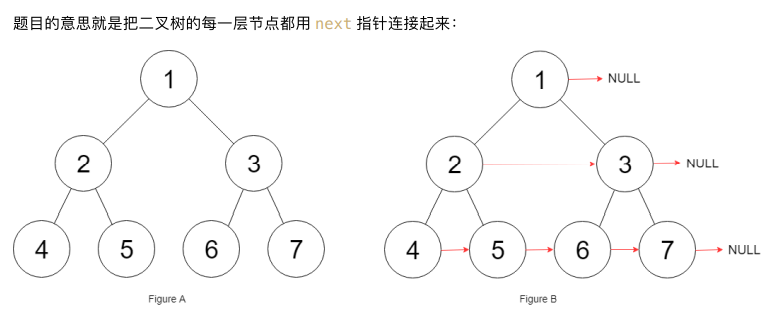 题目的意思就是把二叉树的每一层节点都用 next 指针连接起来：
1
2 3
4 5 6 7
Figure A
1 NULL
2 3 NULL
4 5 6 7 NULL
Figure B